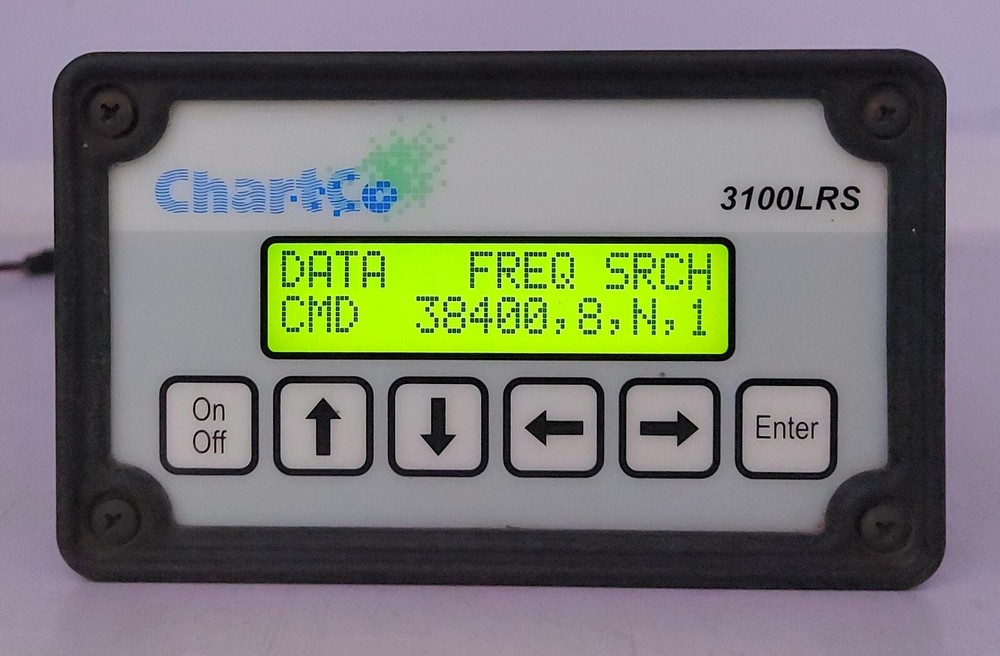 ChartCo
3100LRS
DATA FREQ SRCH
CMD 38400,8,N,1
On
Off
Enter